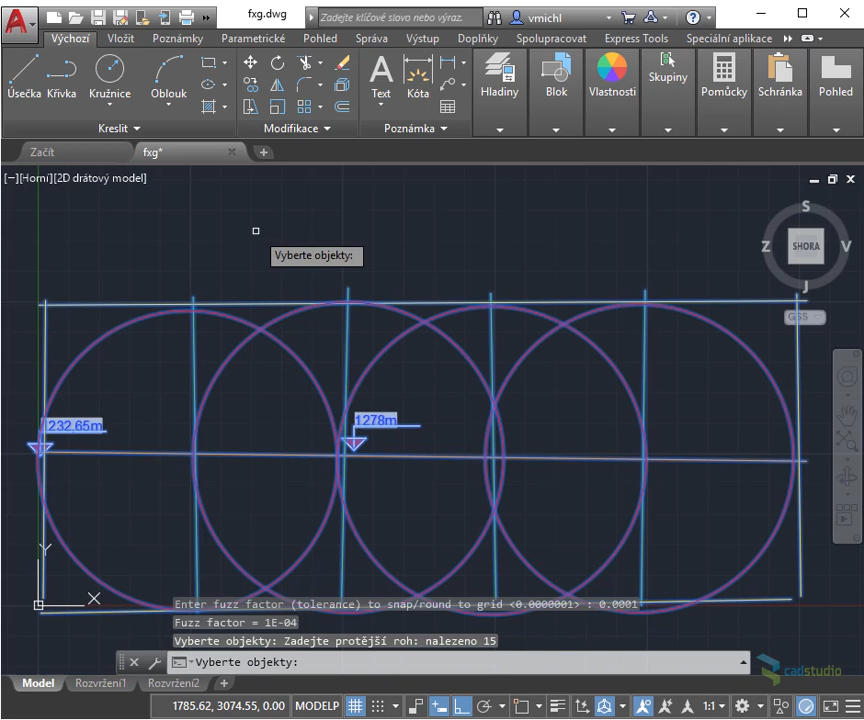 fxg.dwg
Zadejte klíčové slovo nebo výraz.
vmichl
Výchozí Vložit Poznámky Parametrické Pohled Správa Výstup Doplňky Spolupracovat Express Tools Speciální aplikace
Úsečka Křivka Kružnice Oblouk Text Kóta Hladiny Blok Vlastnosti Skupiny Pomůcky Schránka Pohled
Kreslit Modifikace Poznámka
Začít fxg*
[−][Horní][2D drátový model]
S
Z SHORA V
J
GSS
Vyberte objekty:
232.65m 1278m
Y
X
Enter fuzz factor (tolerance) to snap/round to grid <0.0000001> : 0.0001
Fuzz factor = 1E-04
Vyberte objekty: Zadejte protější roh: nalezeno 15
Vyberte objekty:
cadstudio
Model Rozvržení1 Rozvržení2 +
1785.62, 3074.55, 0.00 MODELP 1:1